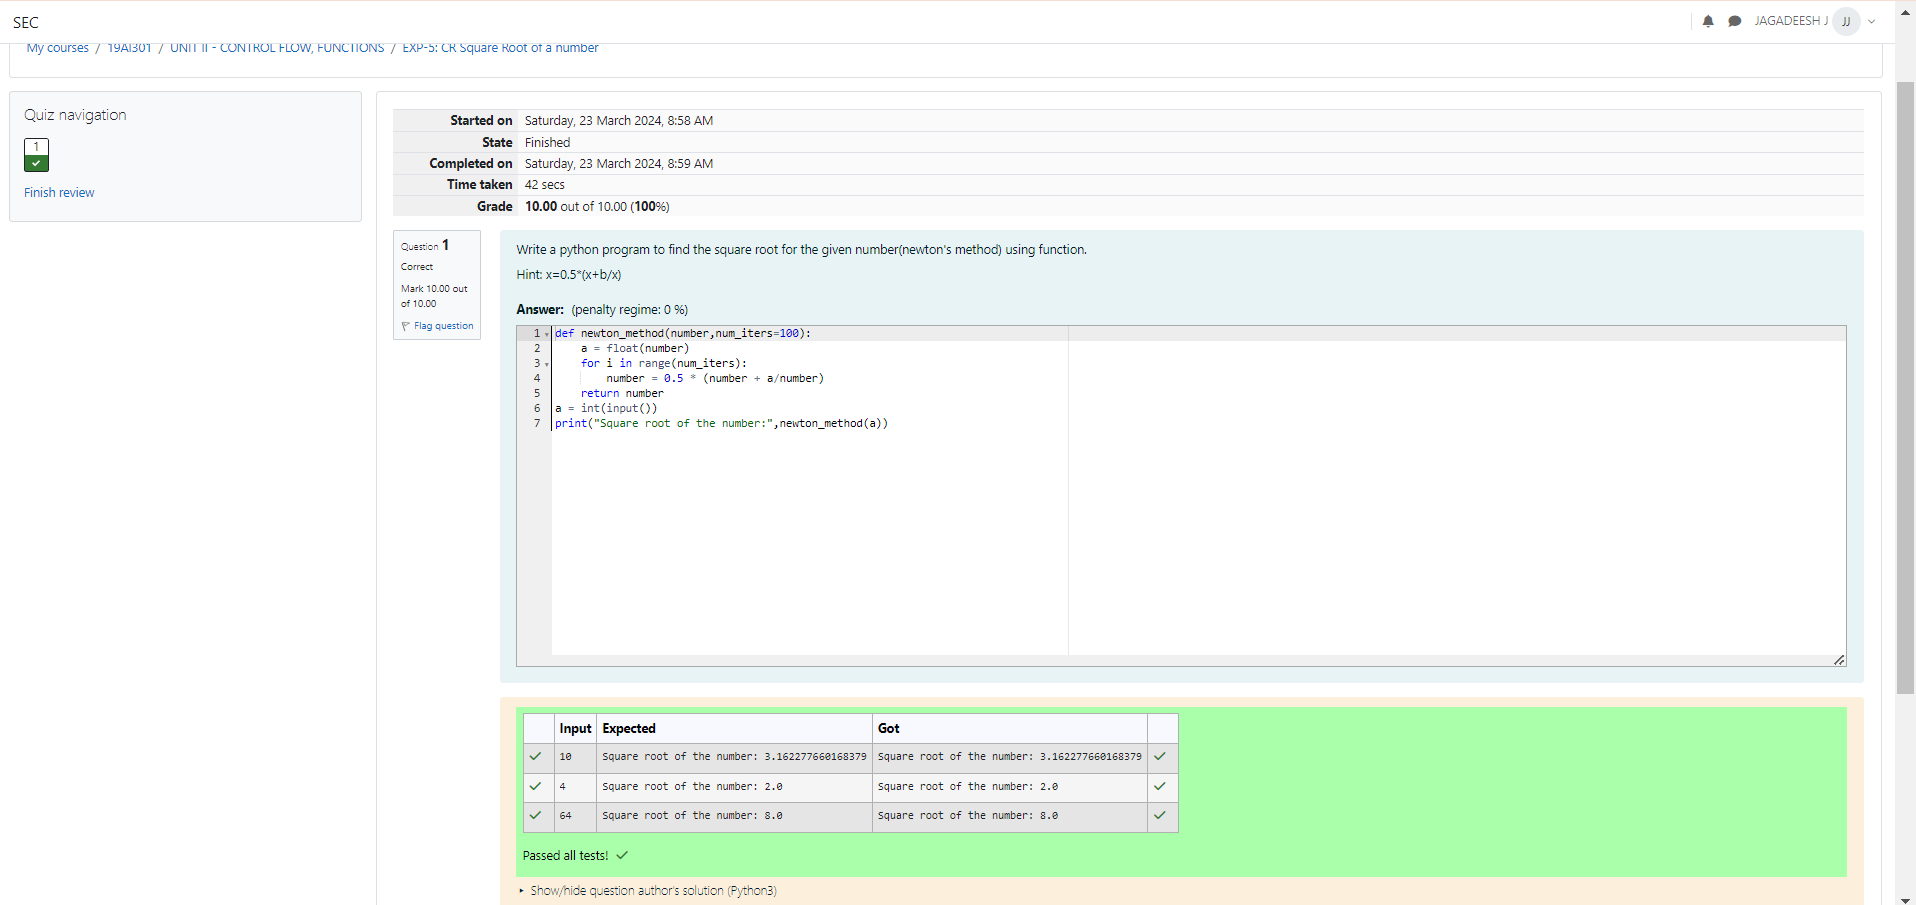 SEC
JAGADEESH J JJ
My courses / 19AI301 / UNIT II - CONTROL FLOW, FUNCTIONS / EXP-5: CR Square Root of a number
Quiz navigation
1
Finish review
Started on Saturday, 23 March 2024, 8:58 AM
State Finished
Completed on Saturday, 23 March 2024, 8:59 AM
Time taken 42 secs
Grade 10.00 out of 10.00 (100%)
Question 1
Correct
Mark 10.00 out
of 10.00
Flag question
Write a python program to find the square root for the given number(newton's method) using function.
Hint: x=0.5*(x+b/x)
Answer: (penalty regime: 0 %)
1 def newton_method(number,num_iters=100):
2     a = float(number)
3     for i in range(num_iters):
4         number = 0.5 * (number + a/number)
5     return number
6 a = int(input())
7 print("Square root of the number:",newton_method(a))
Input Expected Got
10 Square root of the number: 3.162277660168379 Square root of the number: 3.162277660168379
4 Square root of the number: 2.0 Square root of the number: 2.0
64 Square root of the number: 8.0 Square root of the number: 8.0
Passed all tests!
Show/hide question author's solution (Python3)